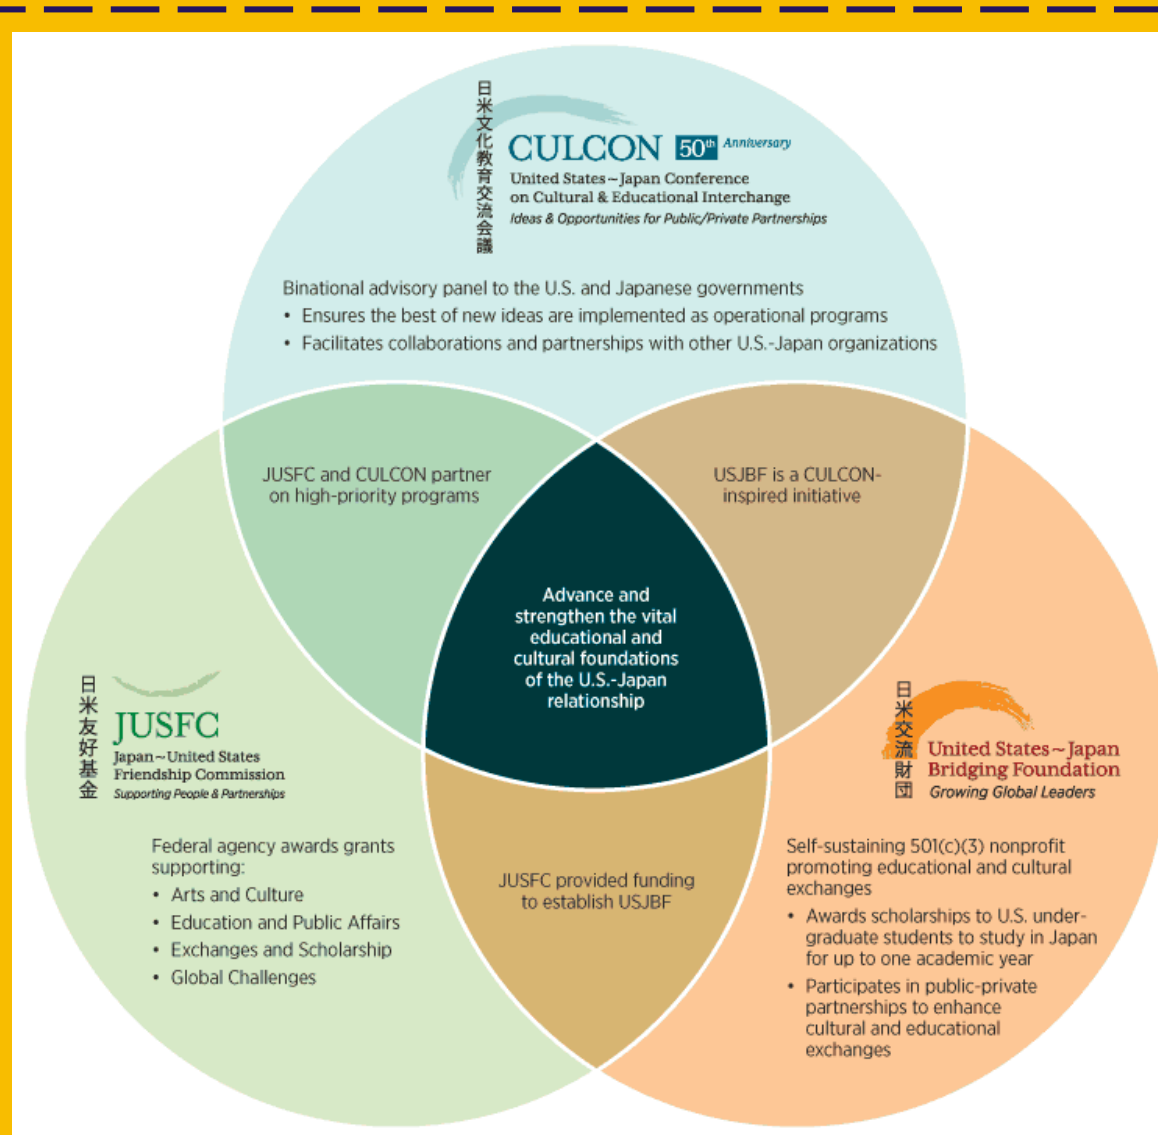 日米文化教育交流会議
CULCON 50th Anniversary
United States~Japan Conference
on Cultural & Educational Interchange
Ideas & Opportunities for Public/Private Partnerships
Binational advisory panel to the U.S. and Japanese governments
• Ensures the best of new ideas are implemented as operational programs
• Facilitates collaborations and partnerships with other U.S.-Japan organizations
JUSFC and CULCON partner
on high-priority programs
USJBF is a CULCON-
inspired initiative
Advance and
strengthen the vital
educational and
cultural foundations
of the U.S.-Japan
relationship
日米友好基金
JUSFC
Japan~United States
Friendship Commission
Supporting People & Partnerships
Federal agency awards grants
supporting:
• Arts and Culture
• Education and Public Affairs
• Exchanges and Scholarship
• Global Challenges
JUSFC provided funding
to establish USJBF
日米交流財団
United States~Japan
Bridging Foundation
Growing Global Leaders
Self-sustaining 501(c)(3) nonprofit
promoting educational and cultural
exchanges
• Awards scholarships to U.S. under-
graduate students to study in Japan
for up to one academic year
• Participates in public-private
partnerships to enhance
cultural and educational
exchanges